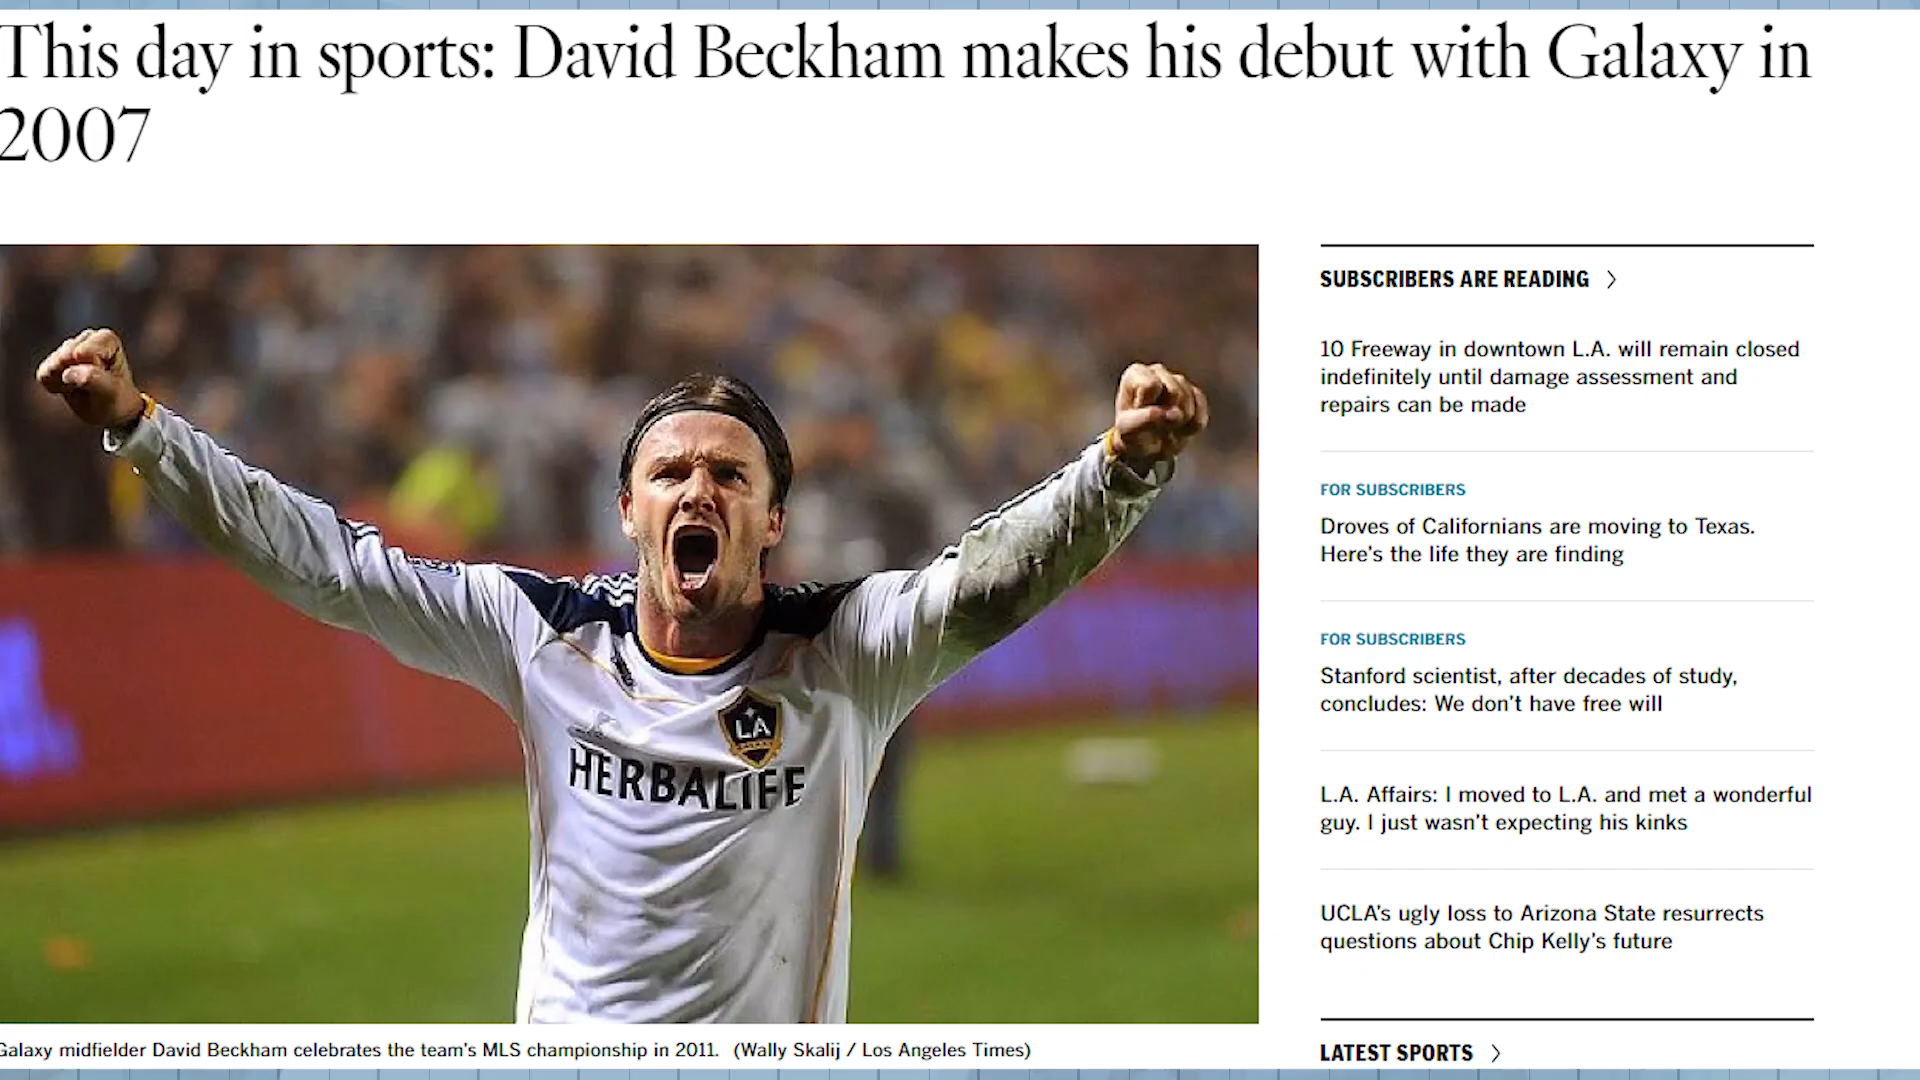 This day in sports: David Beckham makes his debut with Galaxy in
2007
LA
HERBALIFE
Galaxy midfielder David Beckham celebrates the team's MLS championship in 2011. (Wally Skalij / Los Angeles Times)
SUBSCRIBERS ARE READING
10 Freeway in downtown L.A. will remain closed
indefinitely until damage assessment and
repairs can be made
FOR SUBSCRIBERS
Droves of Californians are moving to Texas.
Here's the life they are finding
FOR SUBSCRIBERS
Stanford scientist, after decades of study,
concludes: We don't have free will
L.A. Affairs: I moved to L.A. and met a wonderful
guy. I just wasn't expecting his kinks
UCLA's ugly loss to Arizona State resurrects
questions about Chip Kelly's future
LATEST SPORTS